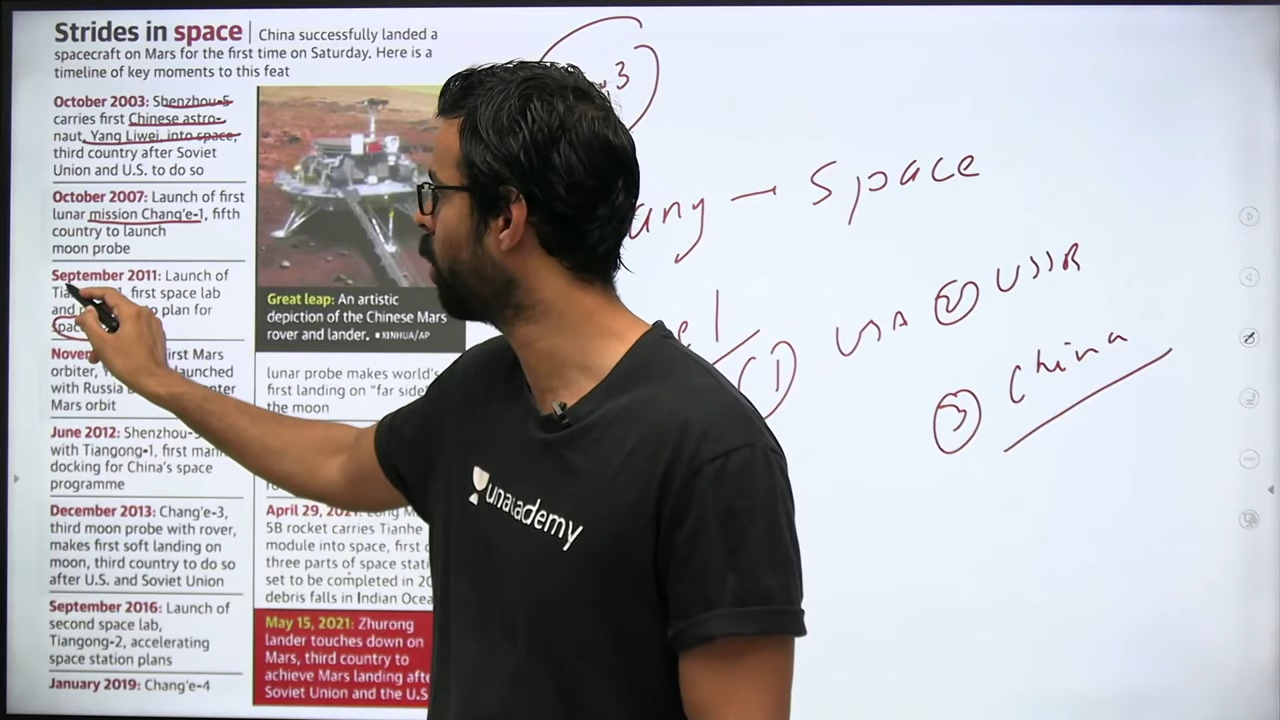 Strides in space | China successfully landed a
spacecraft on Mars for the first time on Saturday. Here is a
timeline of key moments to this feat
October 2003: Shenzhou-5
carries first Chinese astro-
naut, Yang Liwei, into space,
third country after Soviet
Union and U.S. to do so
October 2007: Launch of first
lunar mission Chang'e-1, fifth
country to launch
moon probe
September 2011: Launch of
first space lab
and plan for
First Mars
orbiter, launched
with Russia
Mars orbit
June 2012:
with Tiangong-1, first
docking for China's space
programme
December 2013: Chang'e-3,
third moon probe with rover,
makes first soft landing on
moon, third country to do so
after U.S. and Soviet Union
September 2016: Launch of
second space lab,
Tiangong-2, accelerating
space station plans
January 2019: Chang'e-4
Great leap: An artistic
depiction of the Chinese Mars
rover and lander. ■ XINHUA/AP
lunar probe makes world's
first landing on "far side"
the moon
April 29, 2021: Long
5B rocket carries Tianhe
module into space, first
three parts of space
set to be completed in
debris falls in Indian
May 15, 2021: Zhurong
lander touches down on
Mars, third country to
achieve Mars landing
Soviet Union and the
3
Space
(1) USA (2) USSR
(3) China
unacademy